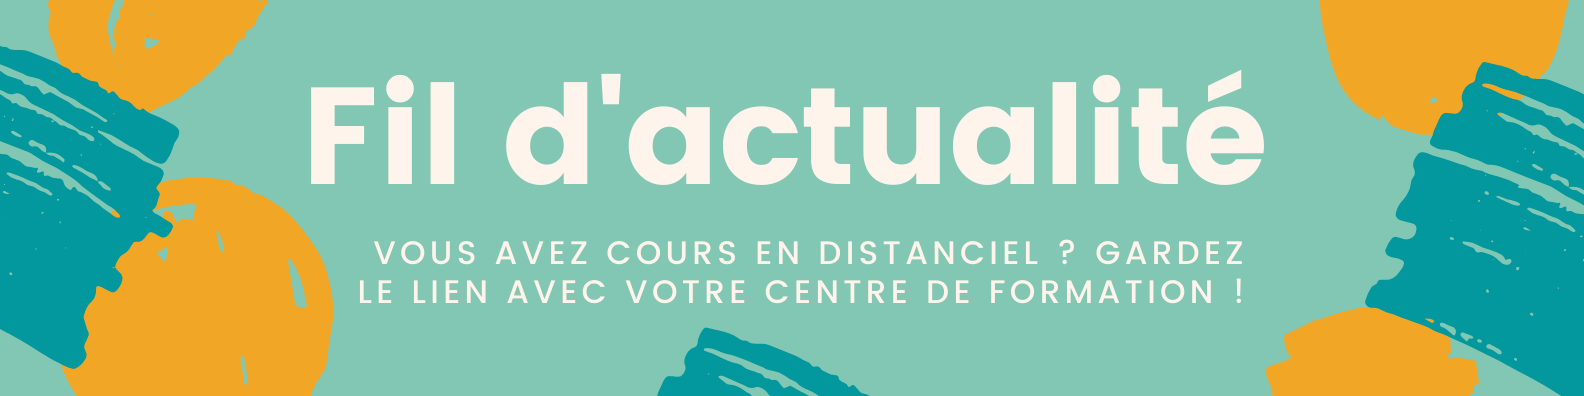 Fil d'actualité
VOUS AVEZ COURS EN DISTANCIEL ? GARDEZ
LE LIEN AVEC VOTRE CENTRE DE FORMATION !